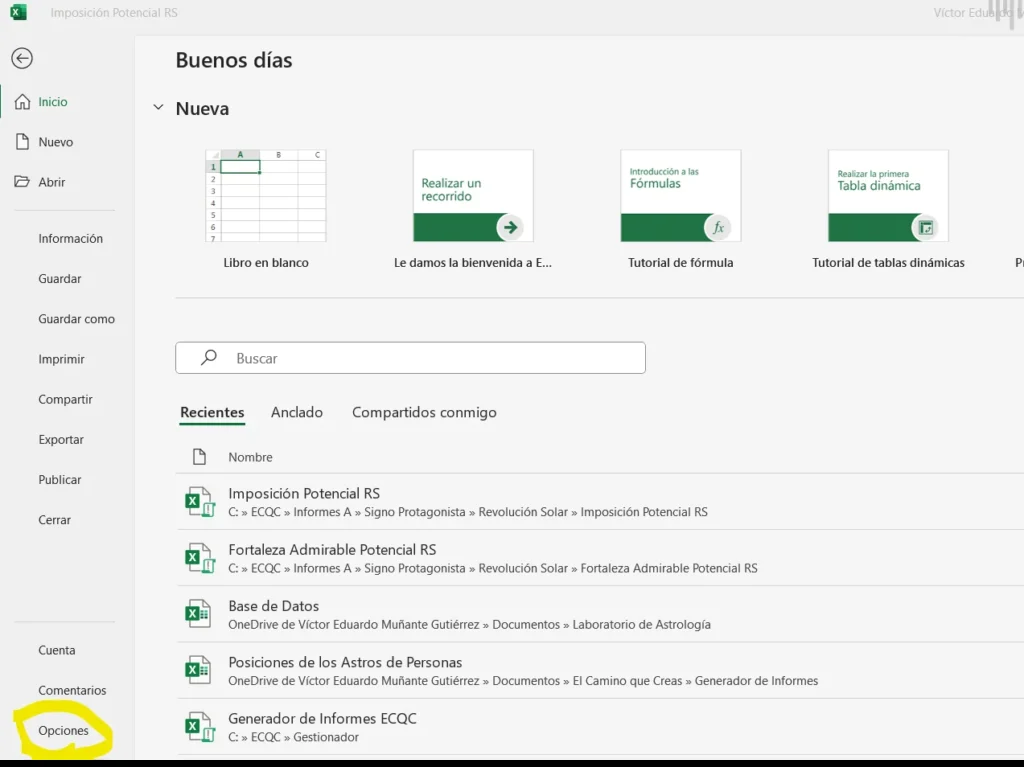 Imposición Potencial RS
Víctor Eduardo
Buenos días
Inicio
Nueva
Nuevo
Abrir
A B C
1
2
3
4
5
6
7
Realizar un
recorrido
Introducción a las
Fórmulas
fx
Realizar la primera
Tabla dinámica
Libro en blanco
Le damos la bienvenida a E...
Tutorial de fórmula
Tutorial de tablas dinámicas
Información
Guardar
Guardar como
Imprimir
Compartir
Exportar
Publicar
Cerrar
Buscar
Recientes Anclado Compartidos conmigo
Nombre
Imposición Potencial RS
C: » ECQC » Informes A » Signo Protagonista » Revolución Solar » Imposición Potencial RS
Fortaleza Admirable Potencial RS
C: » ECQC » Informes A » Signo Protagonista » Revolución Solar » Fortaleza Admirable Potencial RS
Base de Datos
OneDrive de Víctor Eduardo Muñante Gutiérrez » Documentos » Laboratorio de Astrología
Posiciones de los Astros de Personas
OneDrive de Víctor Eduardo Muñante Gutiérrez » Documentos » El Camino que Creas » Generador de Informes
Generador de Informes ECQC
C: » ECQC » Gestionador
Cuenta
Comentarios
Opciones